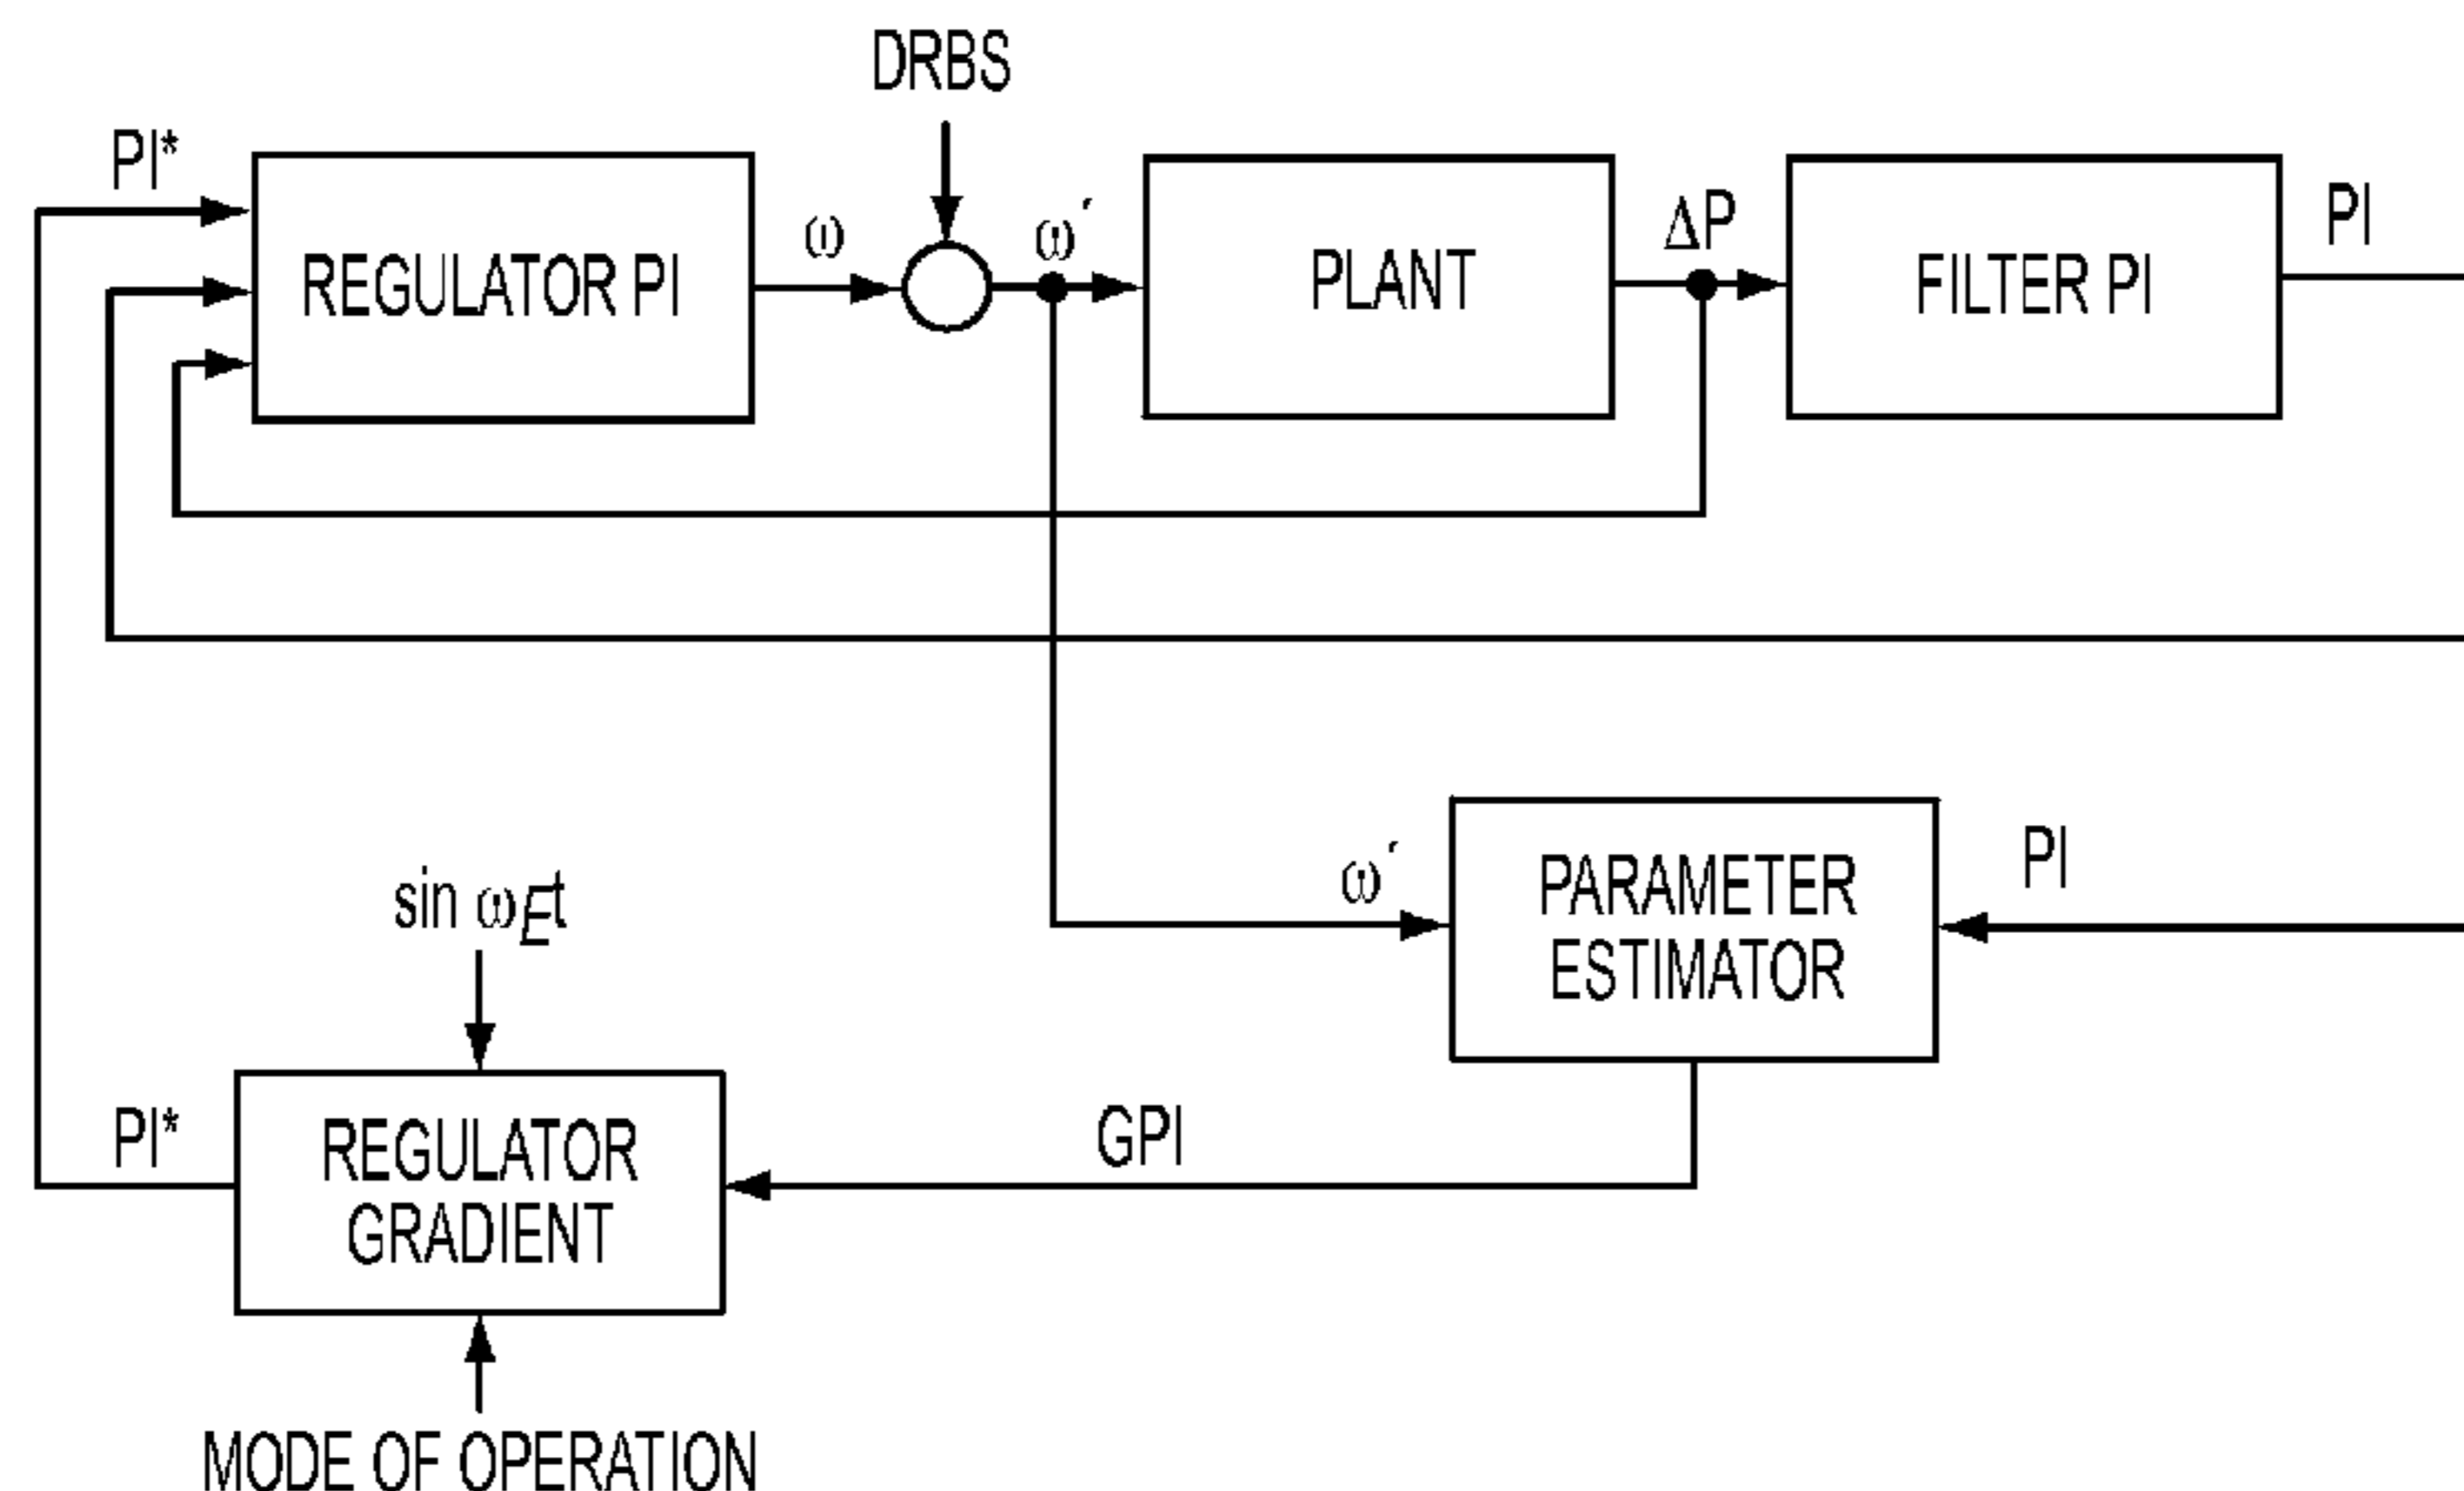 DRBS
PI*
REGULATOR PI
ω
ω´
PLANT
ΔP
FILTER PI
PI
sin ωEt
ω´
PARAMETER
ESTIMATOR
PI
PI*
REGULATOR
GRADIENT
GPI
MODE OF OPERATION